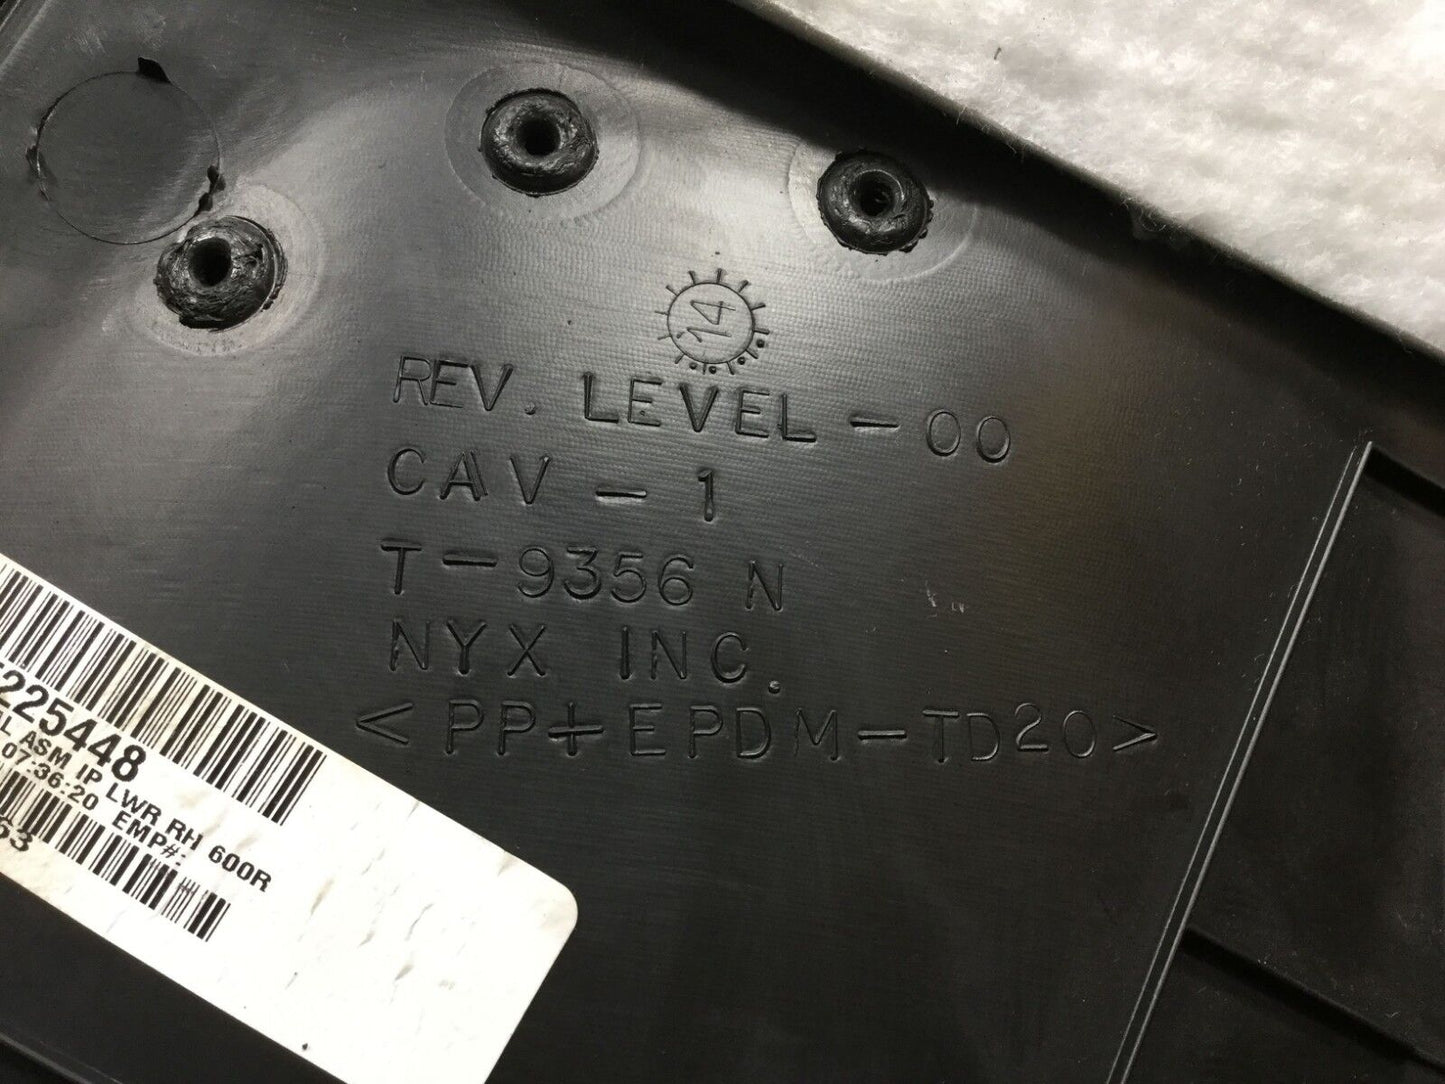 14
REV. LEVEL-00
CAV-1
T-9356 N
NYX INC.
<PP+EPDM-TD20>
225448
ASM IP LWR RH 600R
07:36:20 EMP#:
53